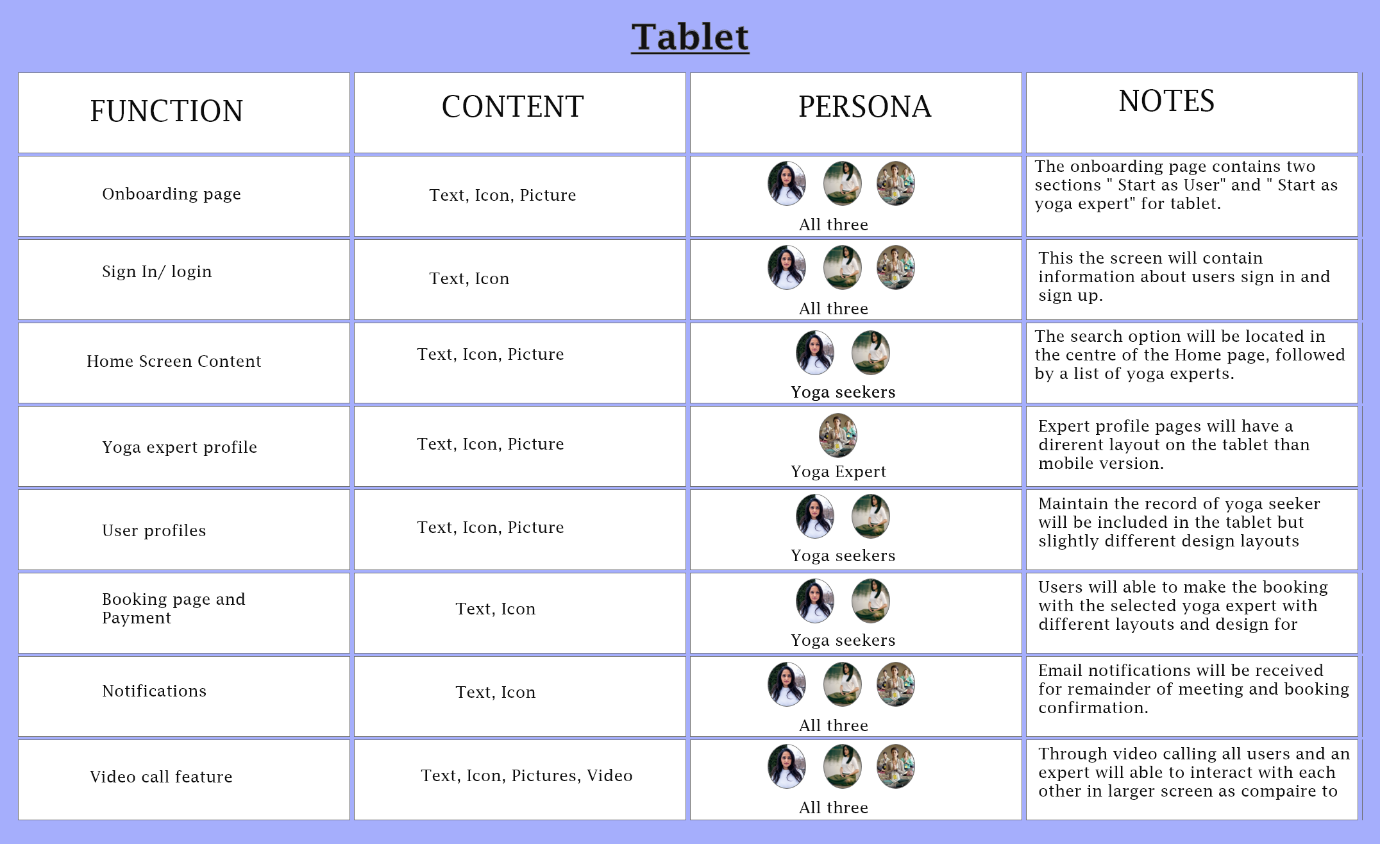 Tablet
FUNCTION
CONTENT
PERSONA
NOTES
Onboarding page
Text, Icon, Picture
All three
The onboarding page contains two
sections " Start as User" and " Start as
yoga expert" for tablet.
Sign In/ login
Text, Icon
All three
This the screen will contain
information about users sign in and
sign up.
Home Screen Content
Text, Icon, Picture
Yoga seekers
The search option will be located in
the centre of the Home page, followed
by a list of yoga experts.
Yoga expert profile
Text, Icon, Picture
Yoga Expert
Expert profile pages will have a
direrent layout on the tablet than
mobile version.
User profiles
Text, Icon, Picture
Yoga seekers
Maintain the record of yoga seeker
will be included in the tablet but
slightly different design layouts
Booking page and
Payment
Text, Icon
Yoga seekers
Users will able to make the booking
with the selected yoga expert with
different layouts and design for
Notifications
Text, Icon
All three
Email notifications will be received
for remainder of meeting and booking
confirmation.
Video call feature
Text, Icon, Pictures, Video
All three
Through video calling all users and an
expert will able to interact with each
other in larger screen as compaire to